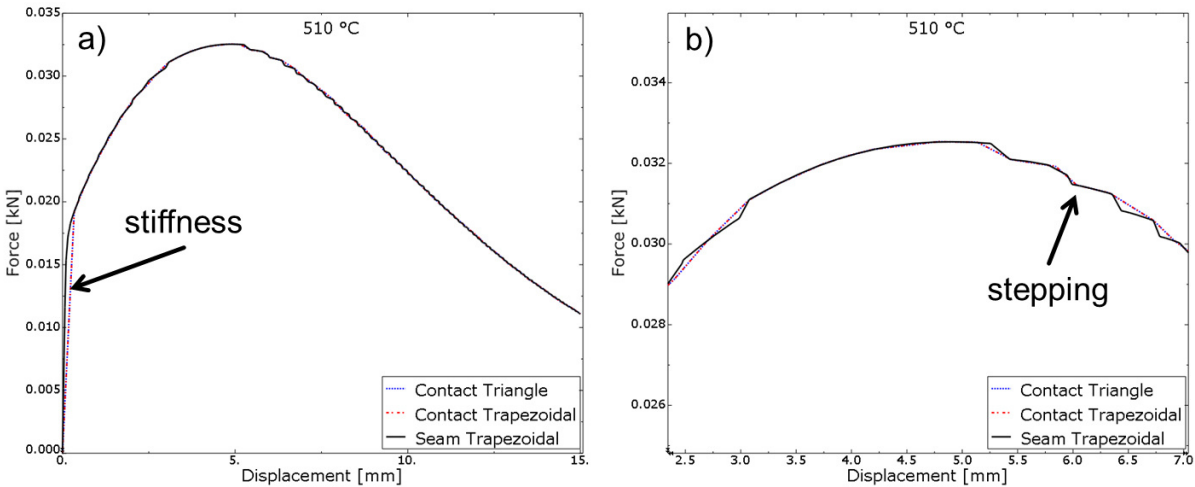 a)
510 °C
0.035
0.030
0.025
0.020
0.015
0.010
0.005
0.000
Force [kN]
stiffness
Contact Triangle
Contact Trapezoidal
Seam Trapezoidal
0.
5.
10.
15.
Displacement [mm]
b)
510 °C
0.034
0.032
0.030
0.028
0.026
Force [kN]
stepping
Contact Triangle
Contact Trapezoidal
Seam Trapezoidal
2.5
3.0
3.5
4.0
4.5
5.0
5.5
6.0
6.5
7.0
Displacement [mm]